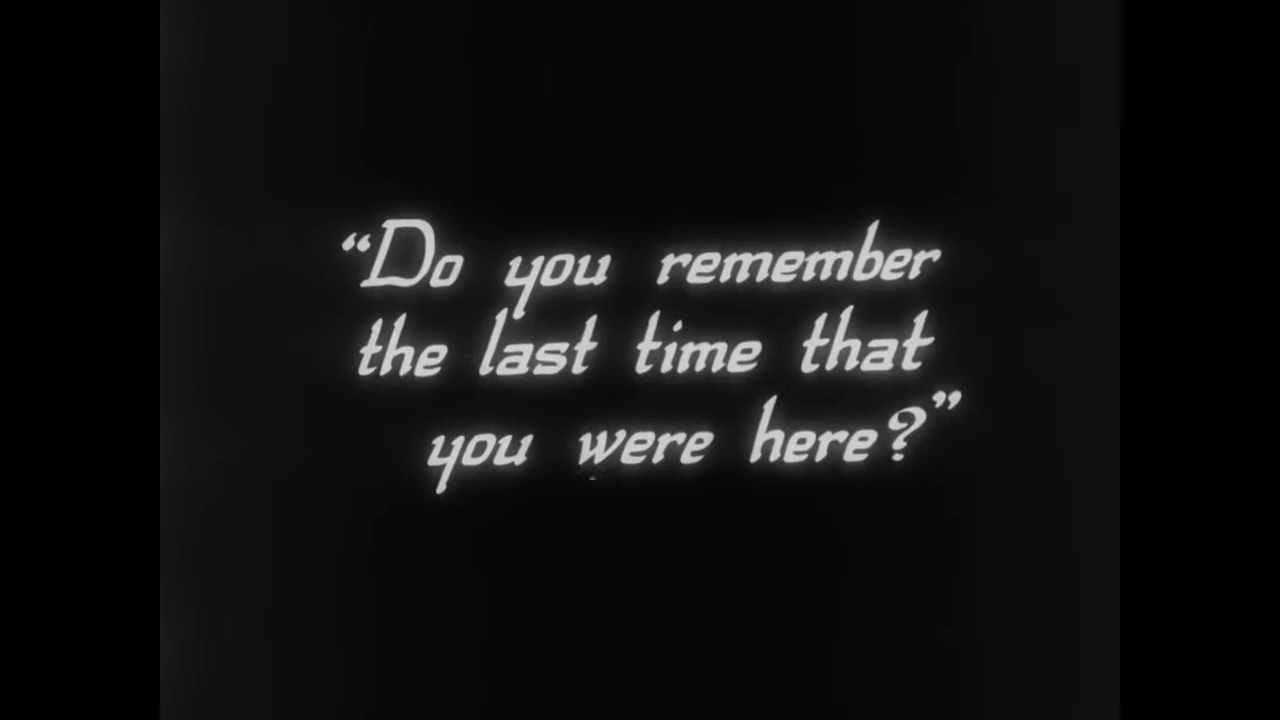 “Do you remember
the last time that
you were here?”